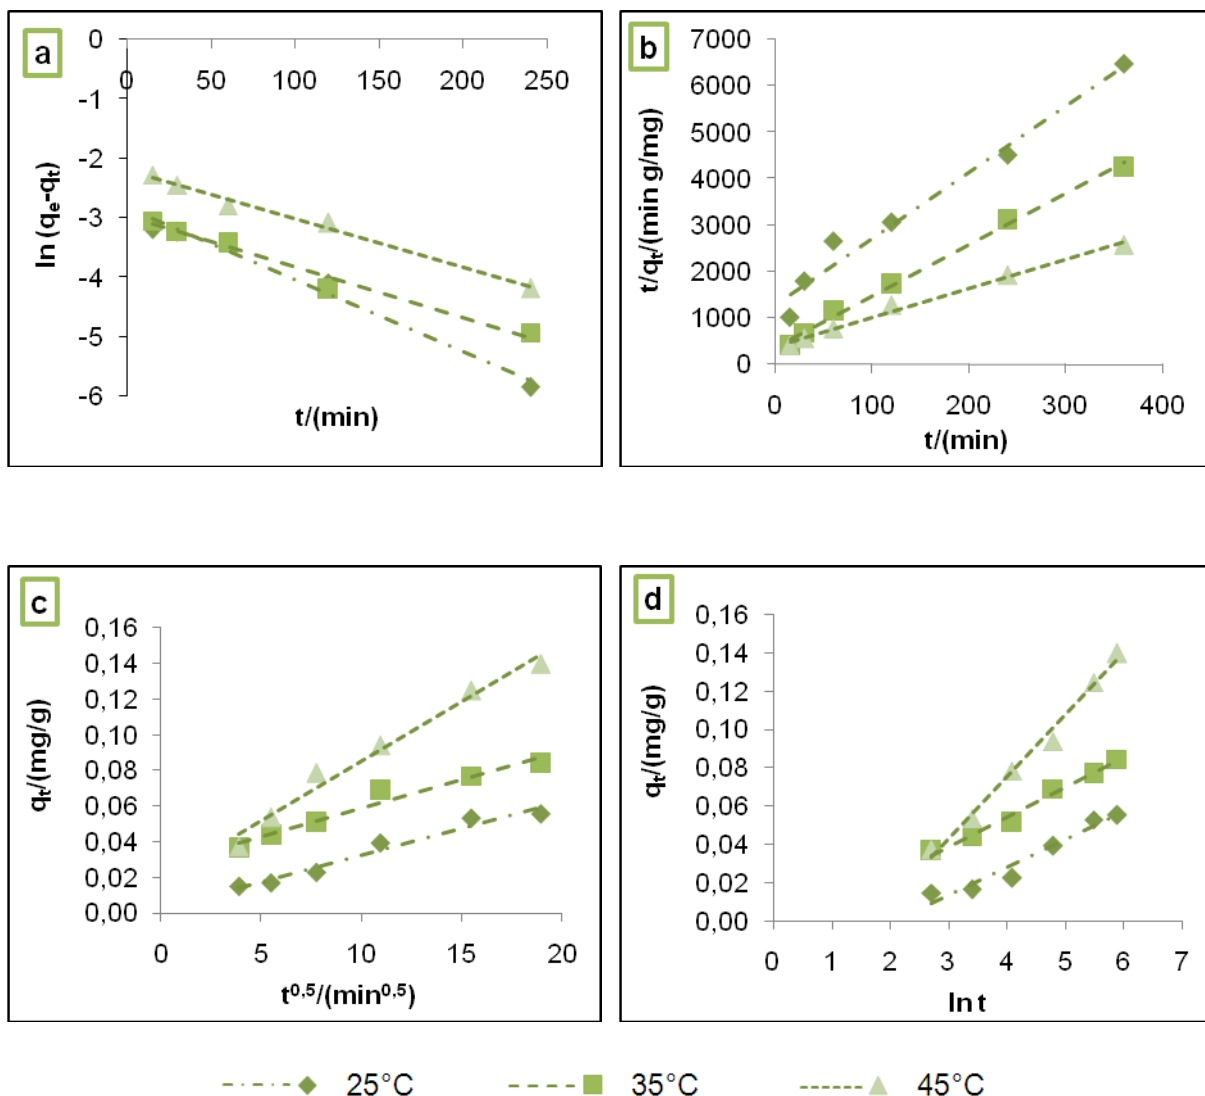 a
0
0 50 100 150 200 250
-1
-2
-3
-4
-5
-6
ln (qe-qt)
t/(min)
b
7000
6000
5000
4000
3000
2000
1000
0
0 100 200 300 400
t/qt/(min g/mg)
t/(min)
c
0,16
0,14
0,12
0,10
0,08
0,06
0,04
0,02
0,00
0 5 10 15 20
qt/(mg/g)
t0,5/(min0,5)
d
0,16
0,14
0,12
0,10
0,08
0,06
0,04
0,02
0,00
0 1 2 3 4 5 6 7
qt/(mg/g)
ln t
25°C 35°C 45°C